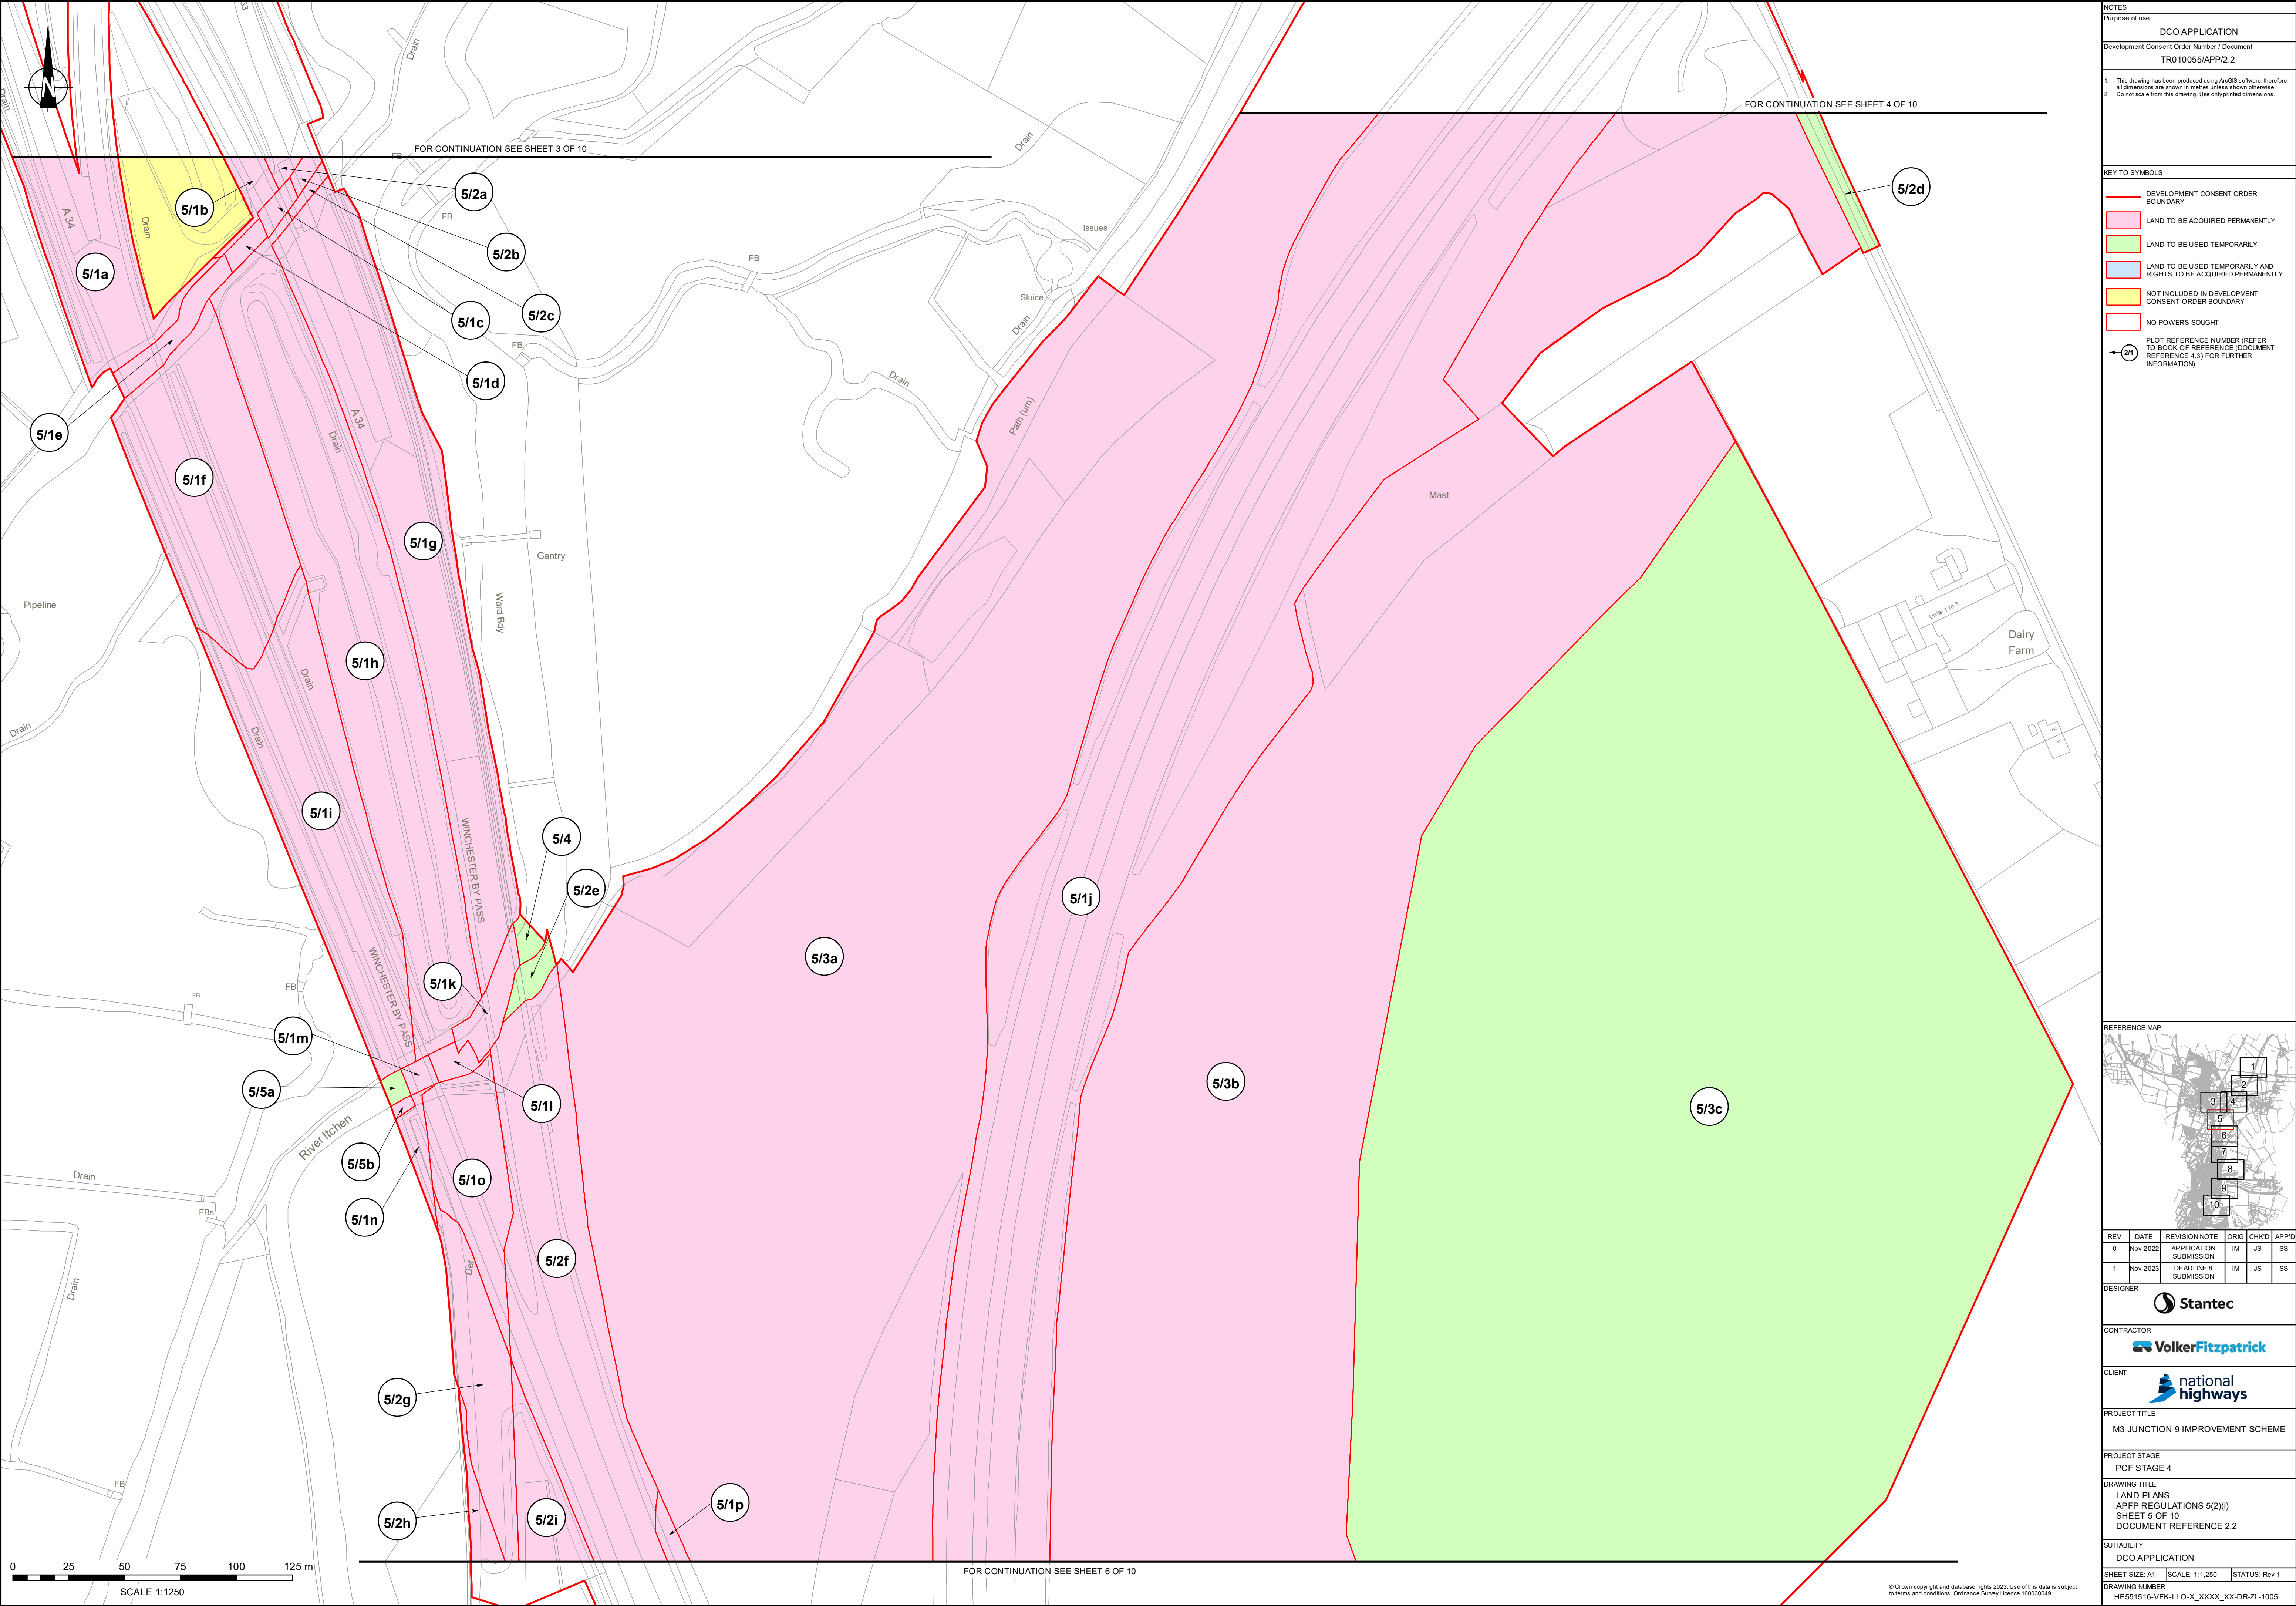 FOR CONTINUATION SEE SHEET 3 OF 10
FOR CONTINUATION SEE SHEET 4 OF 10
33
Drain
Drain
Drain
FB
5/2a
5/2d
5/1b
A 34
Drain
FB
Issues
5/2b
5/1a
FB
Sluice
5/1c
5/2c
Drain
FB
5/1d
Drain
Path (um)
A 34
Drain
5/1e
5/1f
Mast
5/1g
Gantry
Pipeline
Ward Bdy
Units 1 to 3
Dairy
Farm
5/1h
Drain
Drain
Drain
2
1
5/1i
5/4
WINCHESTER BY PASS
5/2e
5/1j
5/3a
WINCHESTER BY PASS
5/1k
FB
FB
5/1m
5/3b
5/5a
5/1l
5/3c
River Itchen
5/5b
Drain
5/1o
FBs
5/1n
5/2f
Def
Drain
5/2g
FB
5/1p
5/2h
5/2i
0 25 50 75 100 125 m
SCALE 1:1250
FOR CONTINUATION SEE SHEET 6 OF 10
© Crown copyright and database rights 2023. Use of this data is subject
to terms and conditions. Ordnance Survey Licence 100030649.
N
NOTES
Purpose of use
DCO APPLICATION
Development Consent Order Number / Document
TR010055/APP/2.2
1. This drawing has been produced using ArcGIS software, therefore
all dimensions are shown in metres unless shown otherwise.
2. Do not scale from this drawing. Use only printed dimensions.
KEY TO SYMBOLS
DEVELOPMENT CONSENT ORDER
BOUNDARY
LAND TO BE ACQUIRED PERMANENTLY
LAND TO BE USED TEMPORARILY
LAND TO BE USED TEMPORARILY AND
RIGHTS TO BE ACQUIRED PERMANENTLY
NOT INCLUDED IN DEVELOPMENT
CONSENT ORDER BOUNDARY
NO POWERS SOUGHT
2/1
PLOT REFERENCE NUMBER (REFER
TO BOOK OF REFERENCE (DOCUMENT
REFERENCE 4.3) FOR FURTHER
INFORMATION)
REFERENCE MAP
1
2
3 4
5
6
7
8
9
10
REV DATE REVISION NOTE ORIG CHK'D APP'D
0 Nov 2022 APPLICATION SUBMISSION IM JS SS
1 Nov 2023 DEADLINE 8 SUBMISSION IM JS SS
DESIGNER
Stantec
CONTRACTOR
VolkerFitzpatrick
CLIENT
national
highways
PROJECT TITLE
M3 JUNCTION 9 IMPROVEMENT SCHEME
PROJECT STAGE
PCF STAGE 4
DRAWING TITLE
LAND PLANS
APFP REGULATIONS 5(2)(i)
SHEET 5 OF 10
DOCUMENT REFERENCE 2.2
SUITABILITY
DCO APPLICATION
SHEET SIZE: A1 SCALE: 1:1,250 STATUS: Rev 1
DRAWING NUMBER
HE551516-VFK-LLO-X_XXXX_XX-DR-ZL-1005